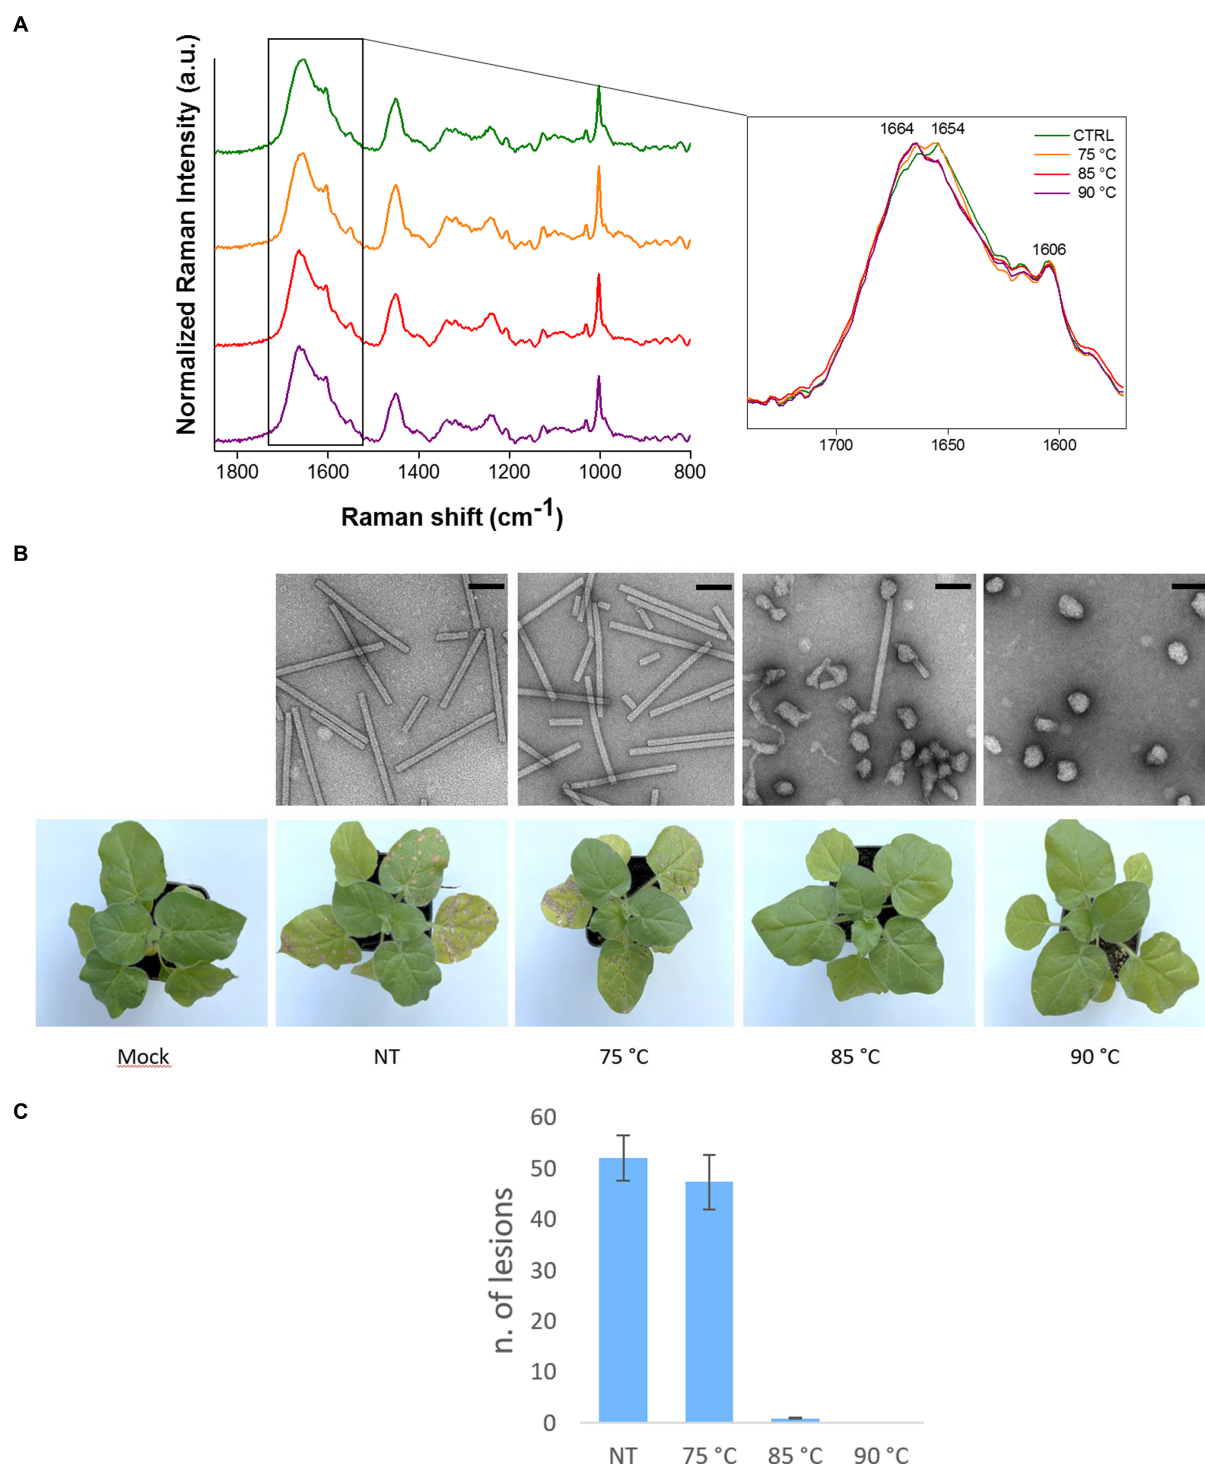 A
Normalized Raman Intensity (a.u.)
1800 1600 1400 1200 1000 800
Raman shift (cm-1)
1664 1654
1606
CTRL
75 °C
85 °C
90 °C
1700 1650 1600
B
Mock NT 75 °C 85 °C 90 °C
C
n. of lesions
60
50
40
30
20
10
0
NT 75 °C 85 °C 90 °C